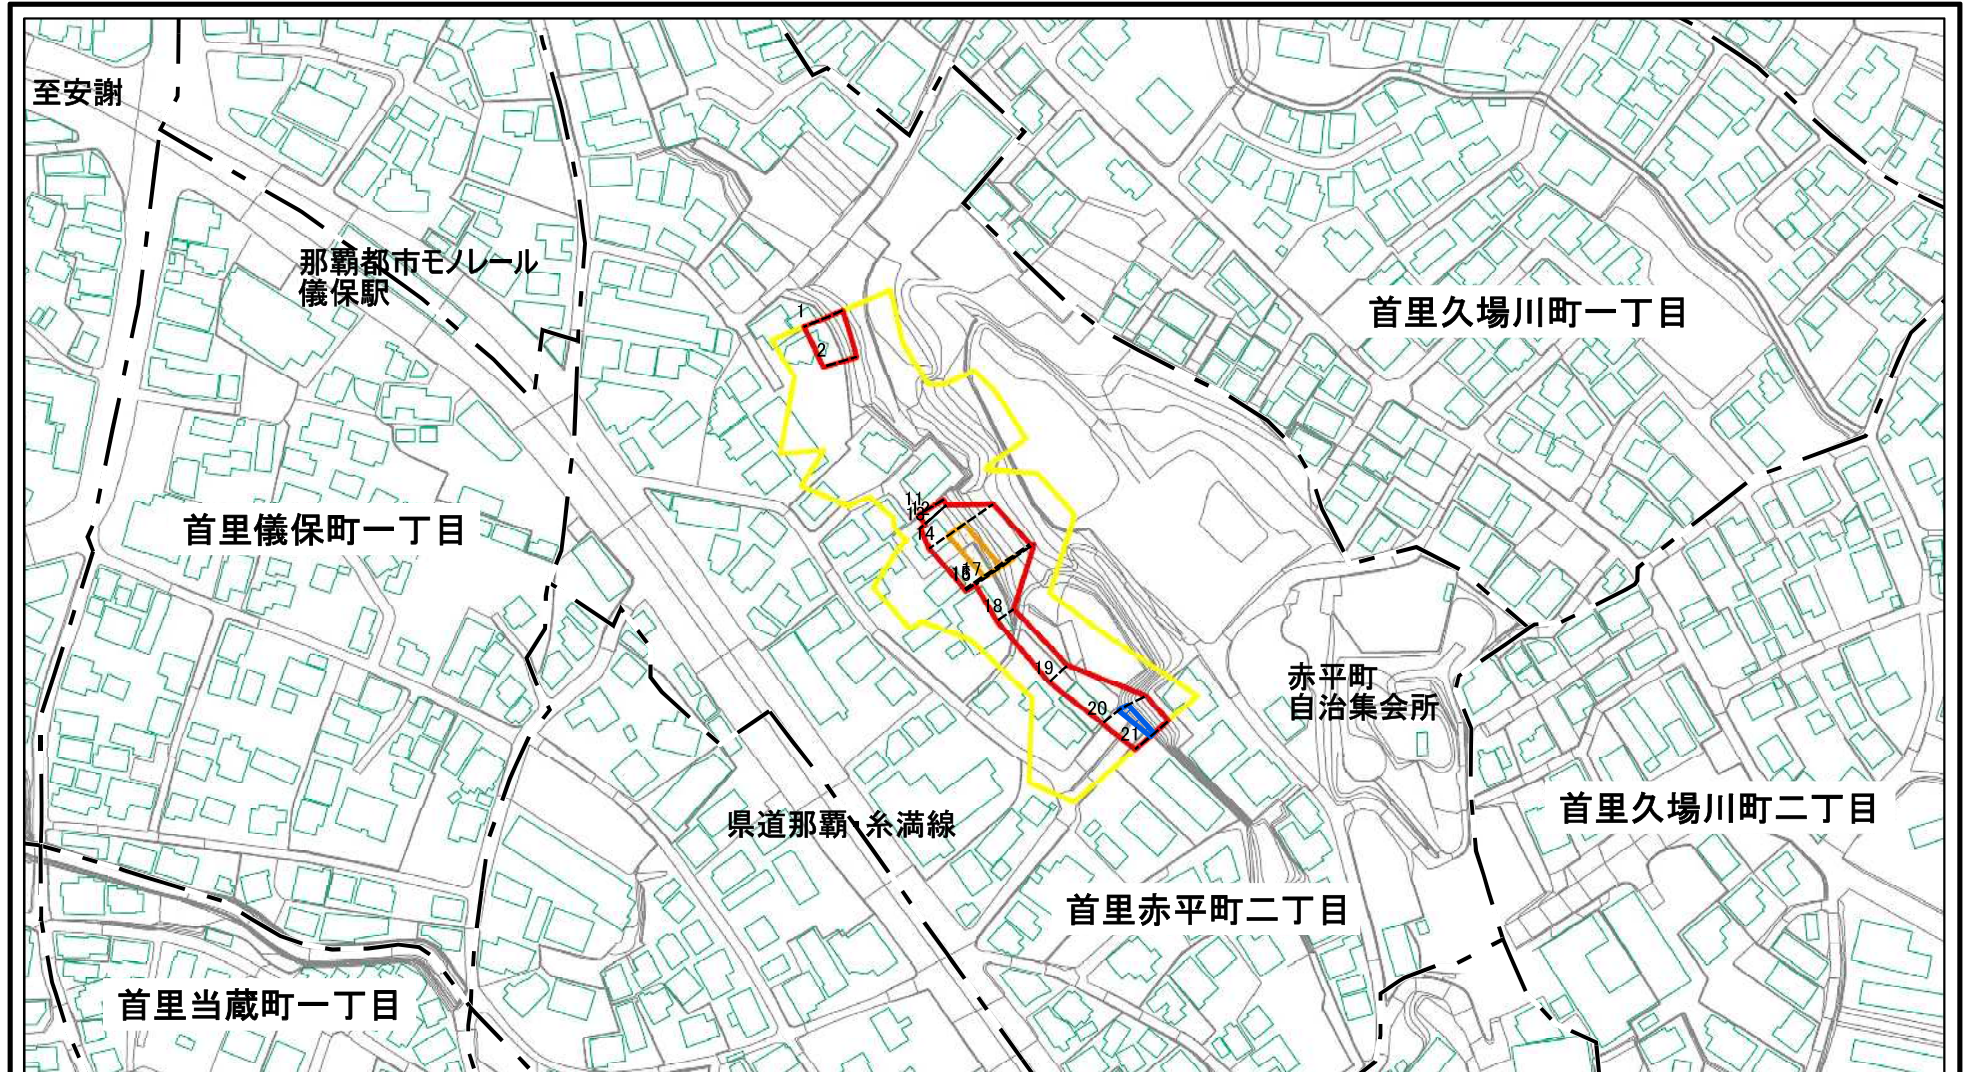 至安謝
那覇都市モノレール
儀保駅
首里久場川町一丁目
1
2
首里儀保町一丁目
11
14
17
18
19
20
21
赤平町
自治集会所
首里久場川町二丁目
県道那覇・糸満線
首里赤平町二丁目
首里当蔵町一丁目